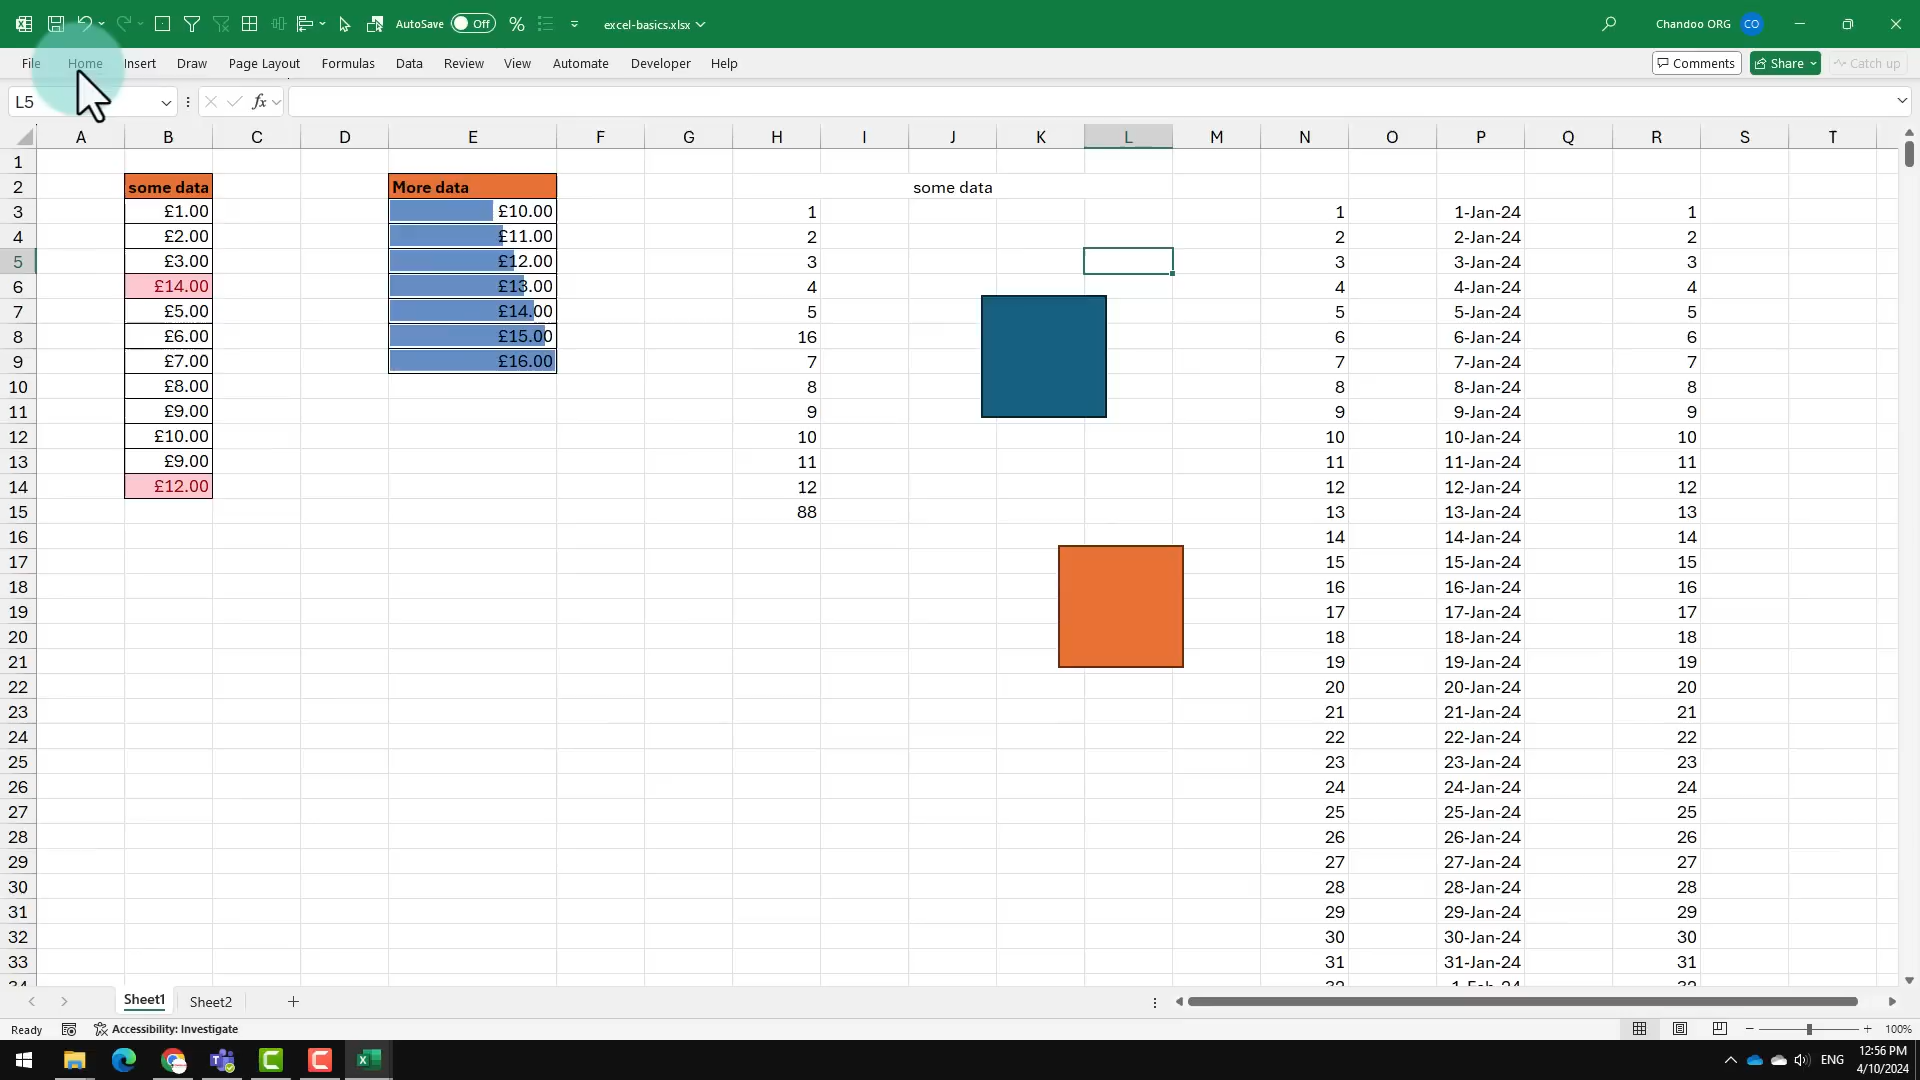 AutoSave Off excel-basics.xlsx Chandoo ORG CO
File Home Insert Draw Page Layout Formulas Data Review View Automate Developer Help Comments Share Catch up
L5 fx
A B C D E F G H I J K L M N O P Q R S T
1
2 some data More data some data
3 £1.00 £10.00 1 1 1-Jan-24 1
4 £2.00 £11.00 2 2 2-Jan-24 2
5 £3.00 £12.00 3 3 3-Jan-24 3
6 £14.00 £13.00 4 4 4-Jan-24 4
7 £5.00 £14.00 5 5 5-Jan-24 5
8 £6.00 £15.00 16 6 6-Jan-24 6
9 £7.00 £16.00 7 7 7-Jan-24 7
10 £8.00 8 8 8-Jan-24 8
11 £9.00 9 9 9-Jan-24 9
12 £10.00 10 10 10-Jan-24 10
13 £9.00 11 11 11-Jan-24 11
14 £12.00 12 12 12-Jan-24 12
15 88 13 13-Jan-24 13
16 14 14-Jan-24 14
17 15 15-Jan-24 15
18 16 16-Jan-24 16
19 17 17-Jan-24 17
20 18 18-Jan-24 18
21 19 19-Jan-24 19
22 20 20-Jan-24 20
23 21 21-Jan-24 21
24 22 22-Jan-24 22
25 23 23-Jan-24 23
26 24 24-Jan-24 24
27 25 25-Jan-24 25
28 26 26-Jan-24 26
29 27 27-Jan-24 27
30 28 28-Jan-24 28
31 29 29-Jan-24 29
32 30 30-Jan-24 30
33 31 31-Jan-24 31
34 32 1-Feb-24 32
Sheet1 Sheet2
Ready Accessibility: Investigate 100%
ENG 12:56 PM
4/10/2024